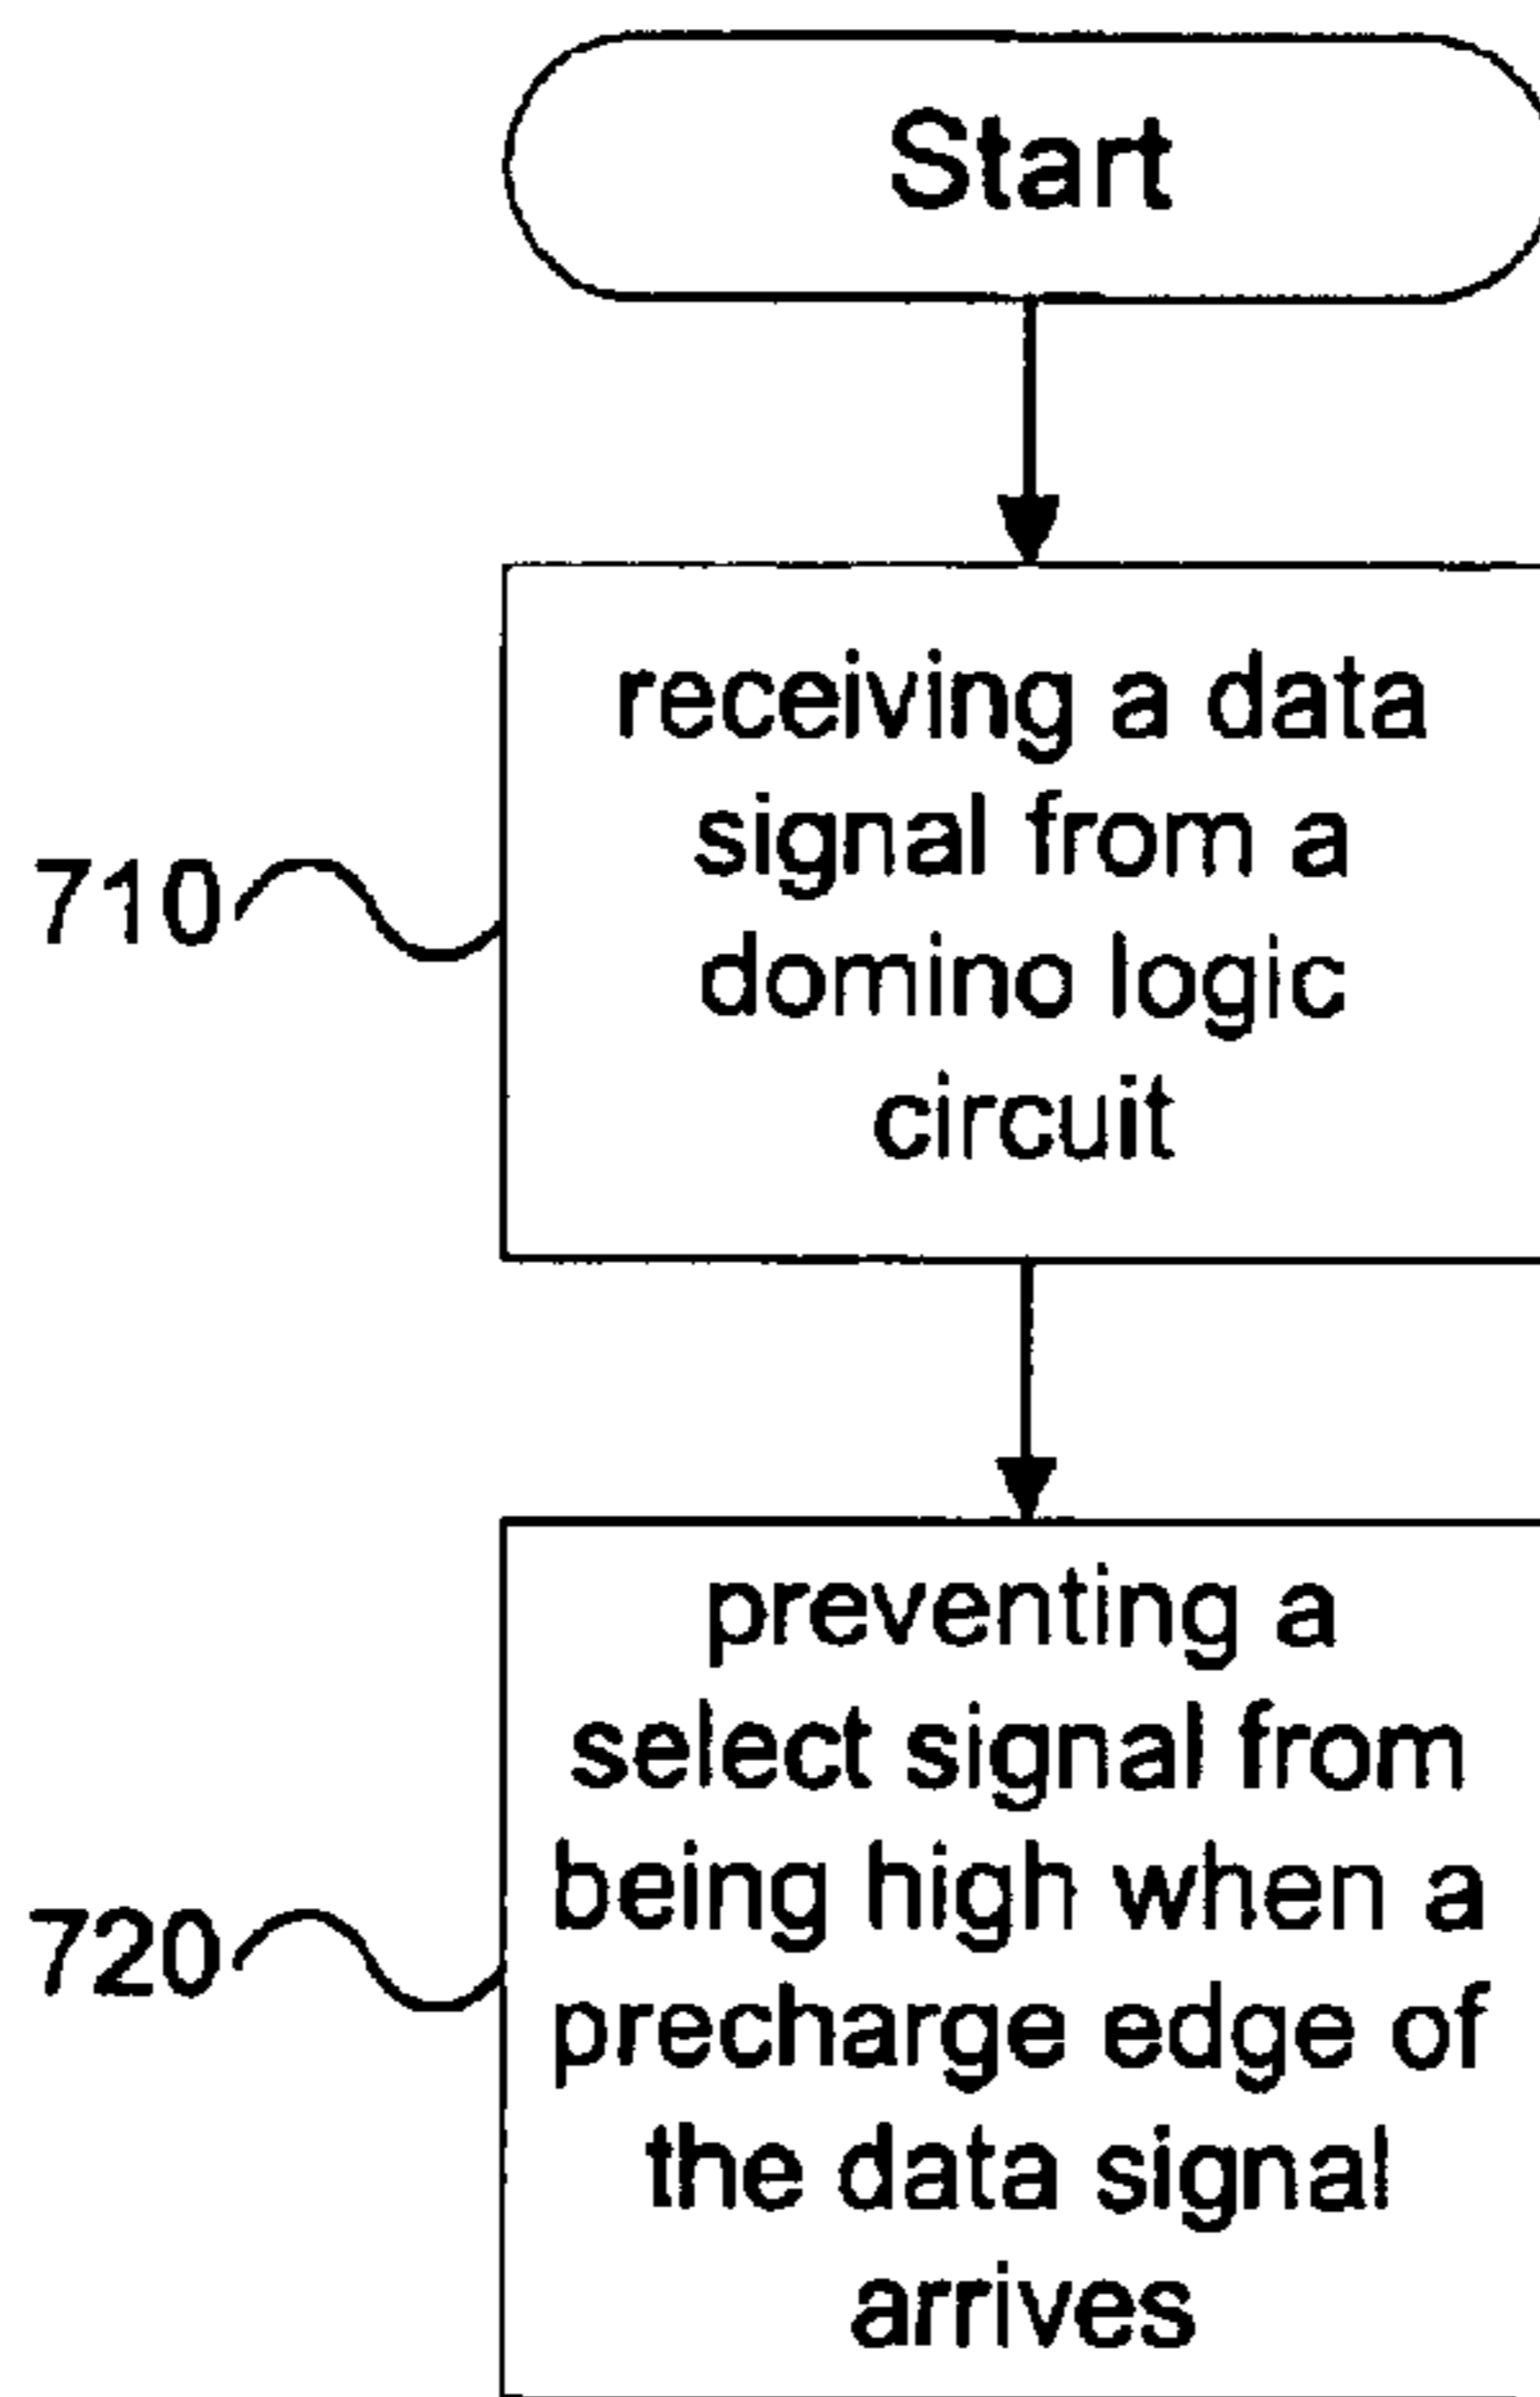 Start
receiving a data
signal from a
domino logic
circuit
710
preventing a
select signal from
being high when a
precharge edge of
the data signal
arrives
720